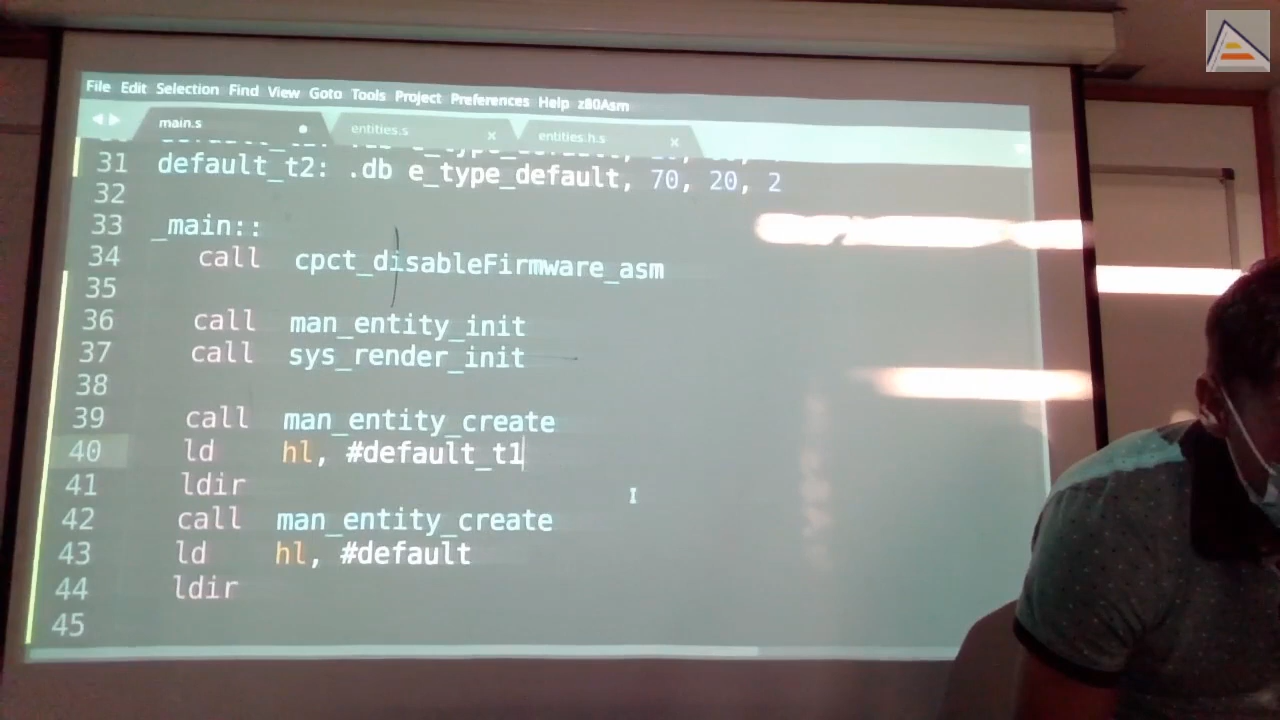 File Edit Selection Find View Goto Tools Project Preferences Help z80Asm
main.s entities.s entities.h.s
31 default_t2: .db e_type_default, 70, 20, 2
32
33 _main::
34 call cpct_disableFirmware_asm
35
36 call man_entity_init
37 call sys_render_init
38
39 call man_entity_create
40 ld hl, #default_t1
41 ldir
42 call man_entity_create
43 ld hl, #default
44 ldir
45